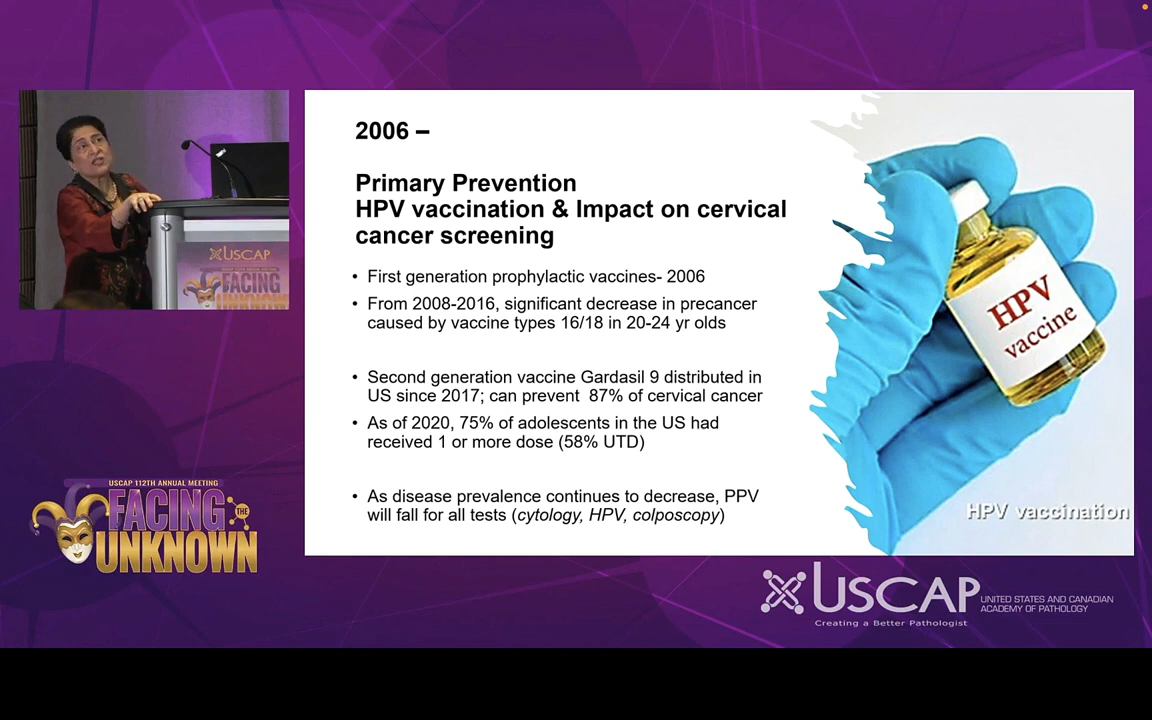 2006 –
Primary Prevention
HPV vaccination & Impact on cervical
cancer screening
• First generation prophylactic vaccines- 2006
• From 2008-2016, significant decrease in precancer
caused by vaccine types 16/18 in 20-24 yr olds
• Second generation vaccine Gardasil 9 distributed in
US since 2017; can prevent 87% of cervical cancer
• As of 2020, 75% of adolescents in the US had
received 1 or more dose (58% UTD)
• As disease prevalence continues to decrease, PPV
will fall for all tests (cytology, HPV, colposcopy)
HPV
vaccine
HPV vaccination
USCAP
FACING
UNKNOWN
USCAP 112TH ANNUAL MEETING
FACING
THE
UNKNOWN
USCAP
UNITED STATES AND CANADIAN
ACADEMY OF PATHOLOGY
Creating a Better Pathologist